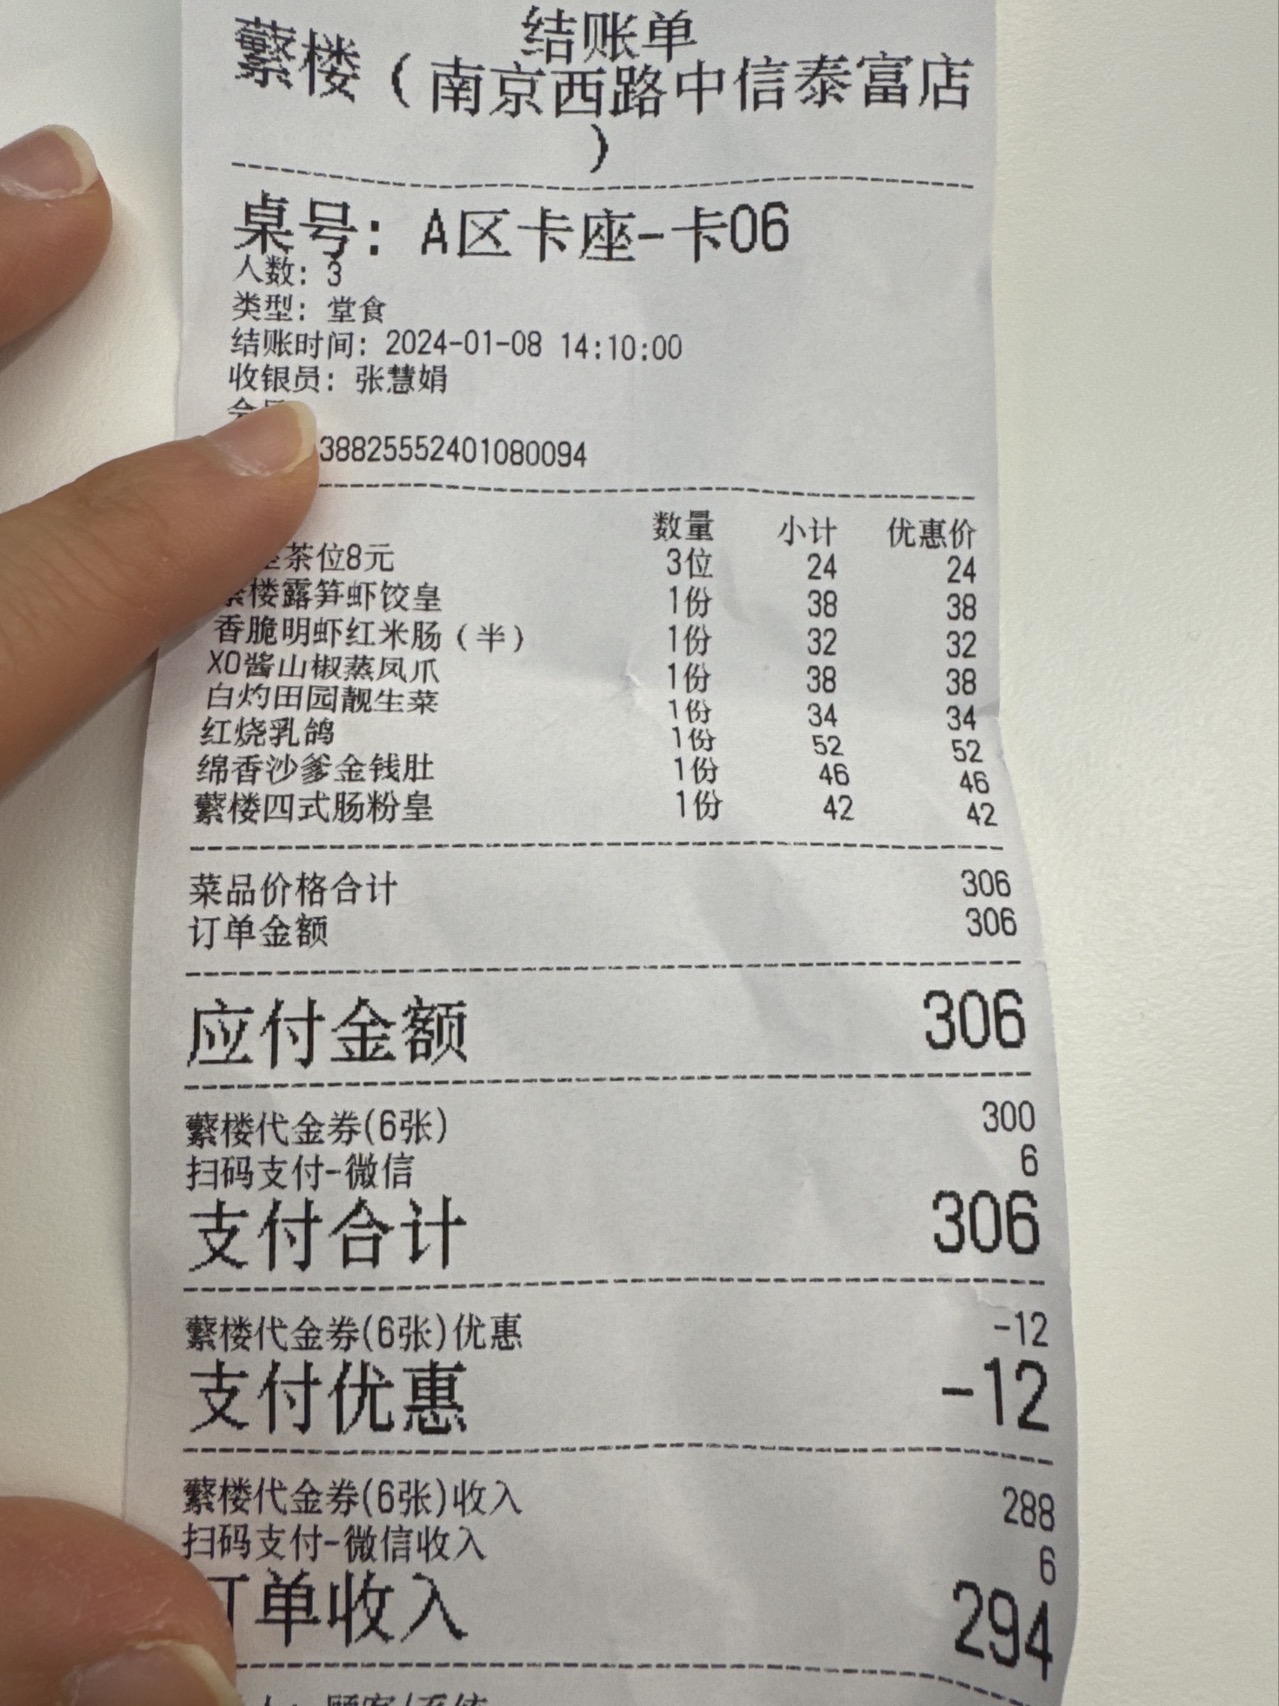 结账单
蘩楼（南京西路中信泰富店
）
桌号：A区卡座-卡06
人数：3
类型：堂食
结账时间：2024-01-08 14:10:00
收银员：张慧娟
38825552401080094
数量 小计 优惠价
茶位8元 3位 24 24
楼露笋虾饺皇 1份 38 38
香脆明虾红米肠（半） 1份 32 32
XO酱山椒蒸凤爪 1份 38 38
白灼田园靓生菜 1份 34 34
红烧乳鸽 1份 52 52
绵香沙爹金钱肚 1份 46 46
蘩楼四式肠粉皇 1份 42 42
菜品价格合计 306
订单金额 306
应付金额 306
蘩楼代金券(6张) 300
扫码支付-微信 6
支付合计 306
蘩楼代金券(6张)优惠 -12
支付优惠 -12
蘩楼代金券(6张)收入 288
扫码支付-微信收入 6
订单收入 294